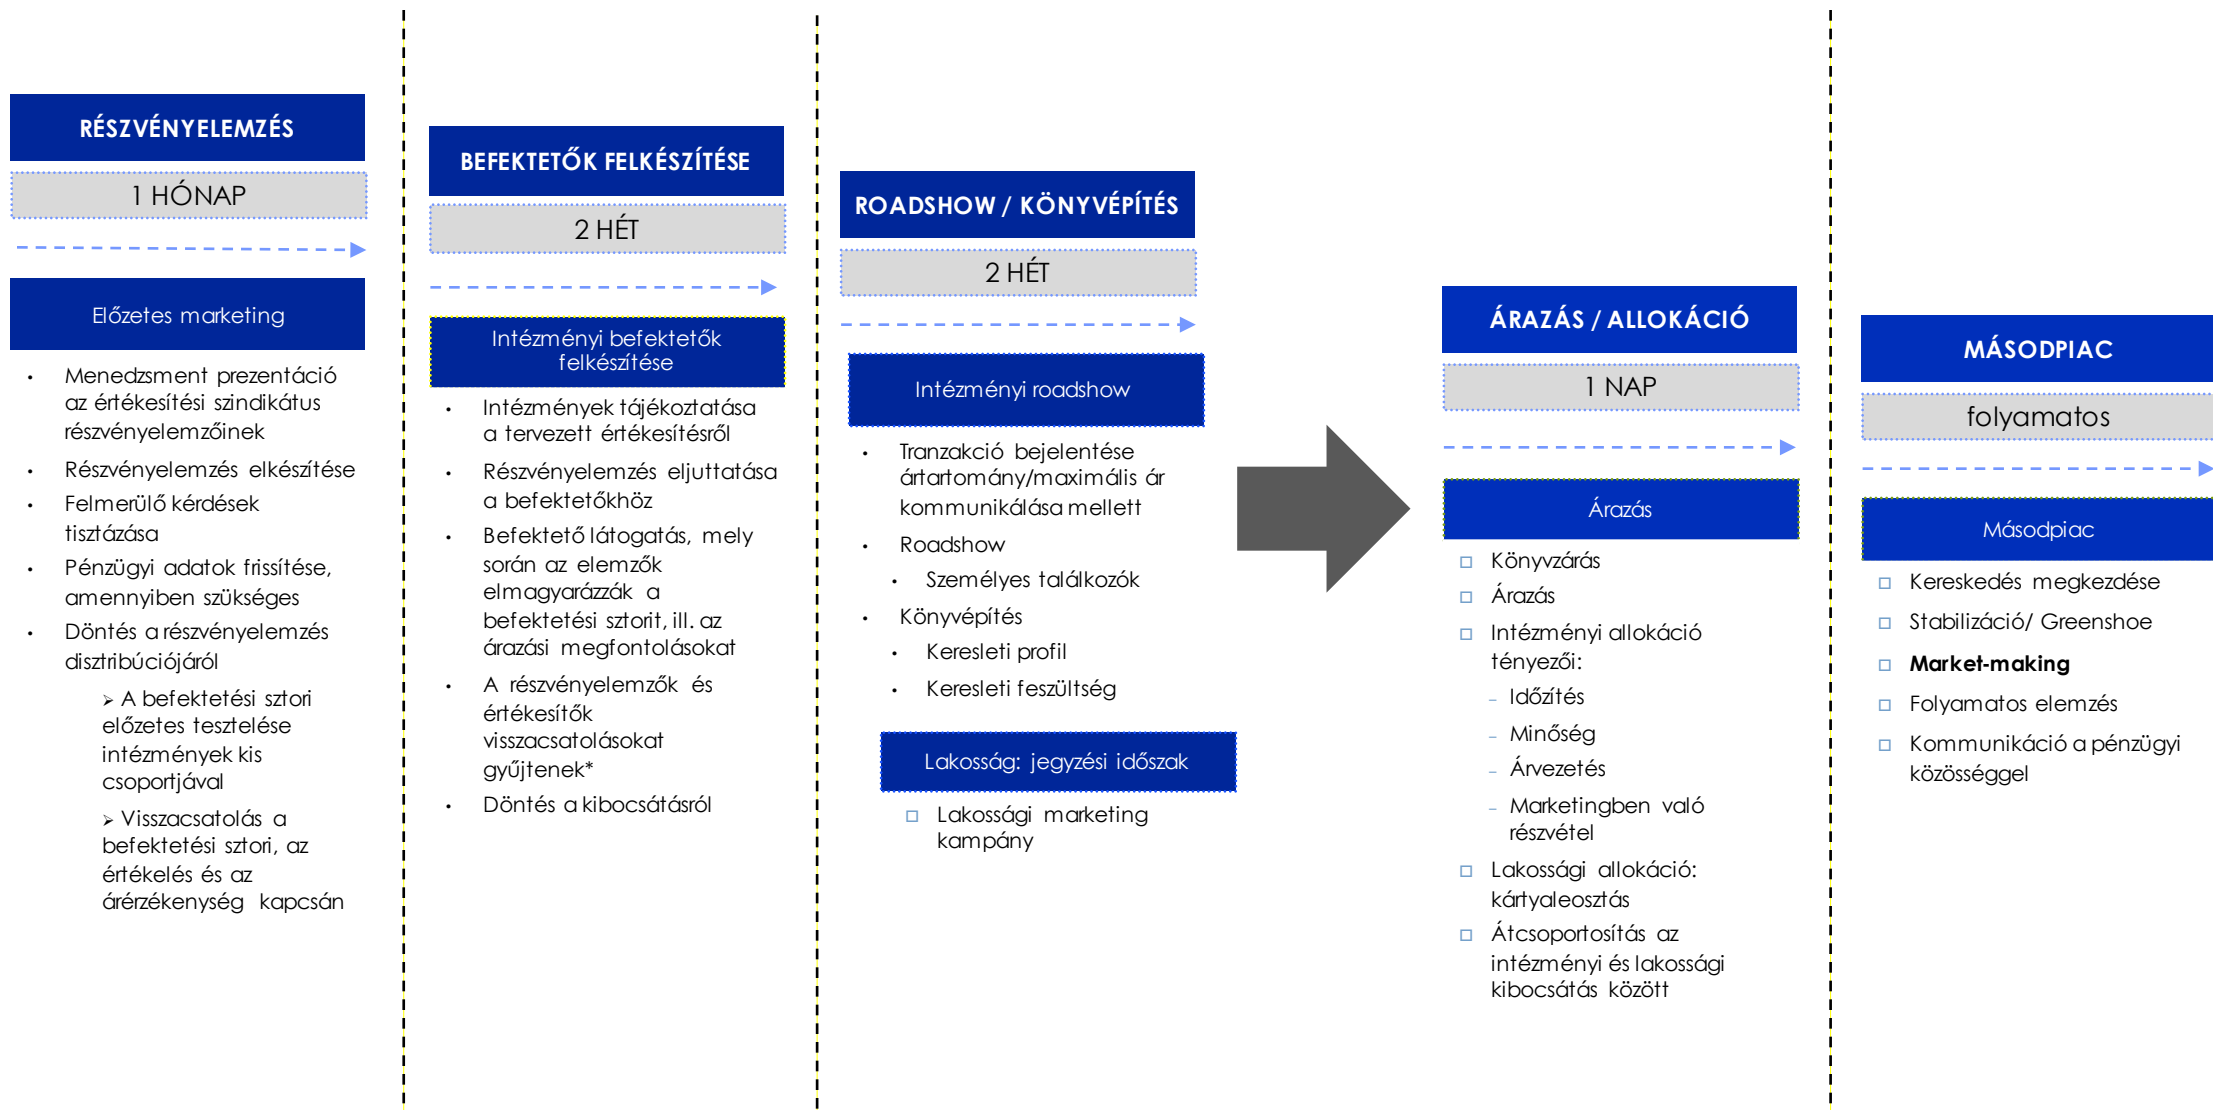 RÉSZVÉNYELEMZÉS
1 HÓNAP
Előzetes marketing
• Menedzsment prezentáció
az értékesítési szindikátus
részvényelemzőinek
• Részvényelemzés elkészítése
• Felmerülő kérdések
tisztázása
• Pénzügyi adatok frissítése,
amennyiben szükséges
• Döntés a részvényelemzés
disztribúciójáról
➢ A befektetési sztori
előzetes tesztelése
intézmények kis
csoportjával
➢ Visszacsatolás a
befektetési sztori, az
értékelés és az
árérzékenység kapcsán
BEFEKTETŐK FELKÉSZÍTÉSE
2 HÉT
Intézményi befektetők
felkészítése
• Intézmények tájékoztatása
a tervezett értékesítésről
• Részvényelemzés eljuttatása
a befektetőkhöz
• Befektető látogatás, mely
során az elemzők
elmagyarázzák a
befektetési sztorit, ill. az
árazási megfontolásokat
• A részvényelemzők és
értékesítők
visszacsatolásokat
gyűjtenek*
• Döntés a kibocsátásról
ROADSHOW / KÖNYVÉPÍTÉS
2 HÉT
Intézményi roadshow
• Tranzakció bejelentése
ártartomány/maximális ár
kommunikálása mellett
• Roadshow
• Személyes találkozók
• Könyvépítés
• Keresleti profil
• Keresleti feszültség
Lakosság: jegyzési időszak
□ Lakossági marketing
kampány
ÁRAZÁS / ALLOKÁCIÓ
1 NAP
Árazás
□ Könyvzárás
□ Árazás
□ Intézményi allokáció
tényezői:
– Időzítés
– Minőség
– Árvezetés
– Marketingben való
részvétel
□ Lakossági allokáció:
kártyaleosztás
□ Átcsoportosítás az
intézményi és lakossági
kibocsátás között
MÁSODPIAC
folyamatos
Másodpiac
□ Kereskedés megkezdése
□ Stabilizáció/ Greenshoe
□ Market-making
□ Folyamatos elemzés
□ Kommunikáció a pénzügyi
közösséggel